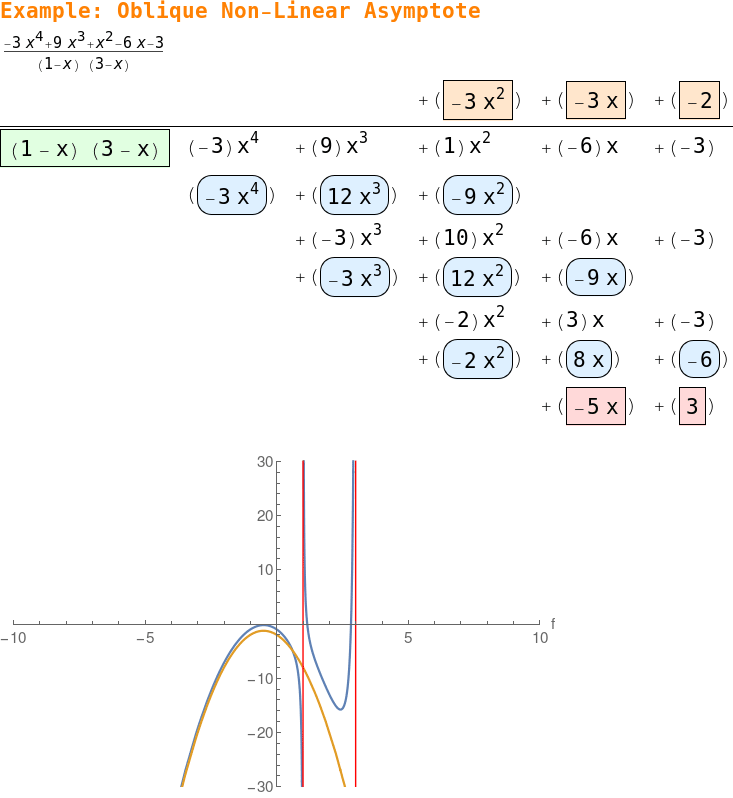 Example: Oblique Non-Linear Asymptote
-3 x^4+9 x^3+x^2-6 x-3
(1-x) (3-x)
+ ( -3 x^2 ) + ( -3 x ) + ( -2 )
(1 - x) (3 - x) (-3) x^4 + (9) x^3 + (1) x^2 + (-6) x + (-3)
( -3 x^4 ) + ( 12 x^3 ) + ( -9 x^2 )
+ (-3) x^3 + (10) x^2 + (-6) x + (-3)
+ ( -3 x^3 ) + ( 12 x^2 ) + ( -9 x )
+ (-2) x^2 + (3) x + (-3)
+ ( -2 x^2 ) + ( 8 x ) + ( -6 )
+ ( -5 x ) + ( 3 )
30
20
10
f
-10 -5 5 10
-10
-20
-30